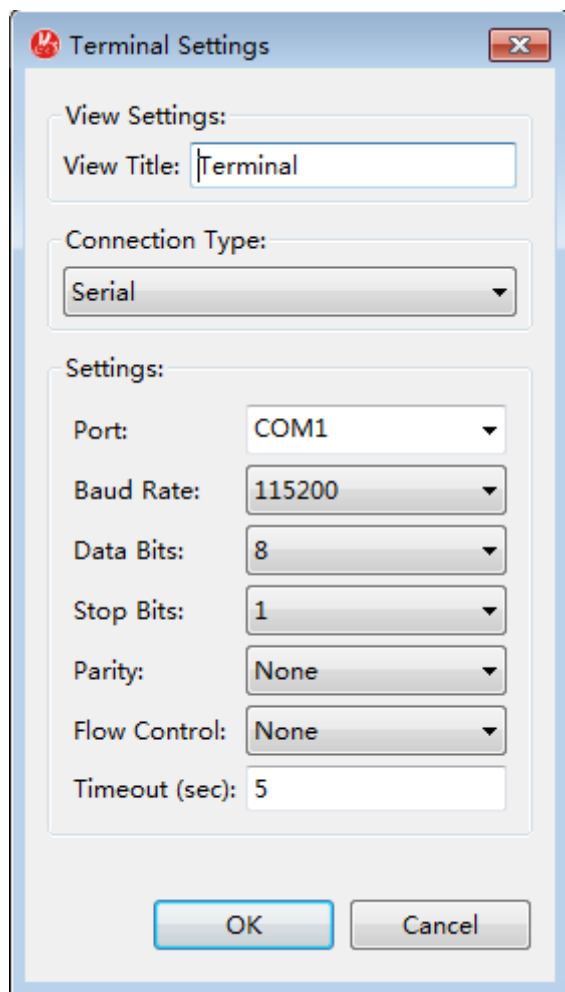 Terminal Settings
View Settings:
View Title: Terminal
Connection Type:
Serial
Settings:
Port: COM1
Baud Rate: 115200
Data Bits: 8
Stop Bits: 1
Parity: None
Flow Control: None
Timeout (sec): 5
OK Cancel